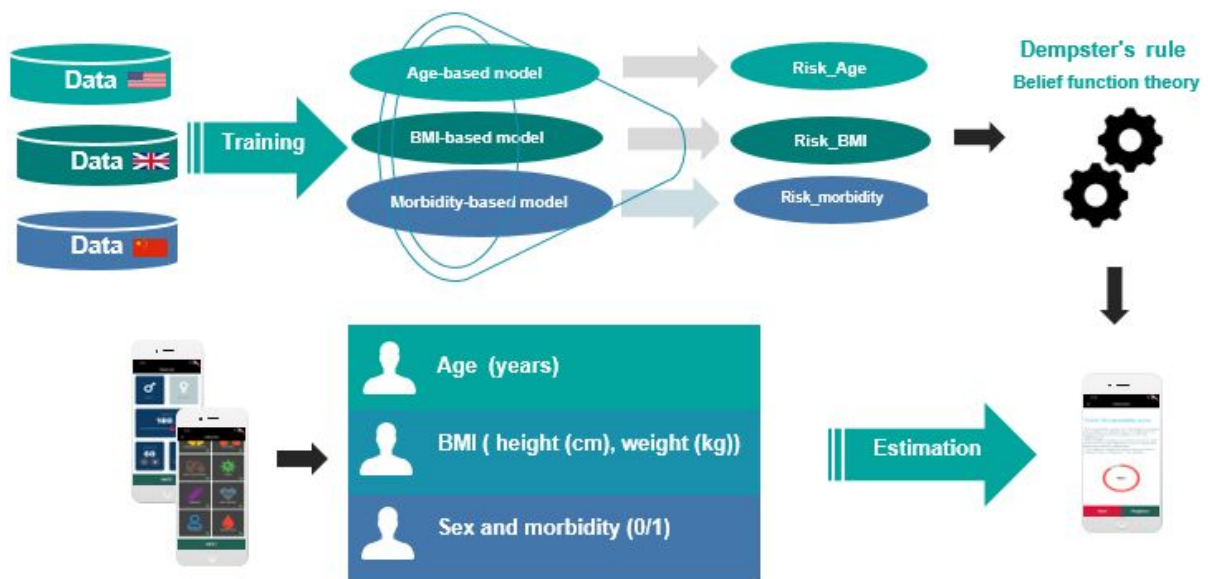 Data
Data
Data
Training
Age-based model
BMI-based model
Morbidity-based model
Risk_Age
Risk_BMI
Risk_morbidity
Dempster's rule
Belief function theory
Age (years)
BMI ( height (cm), weight (kg))
Sex and morbidity (0/1)
Estimation